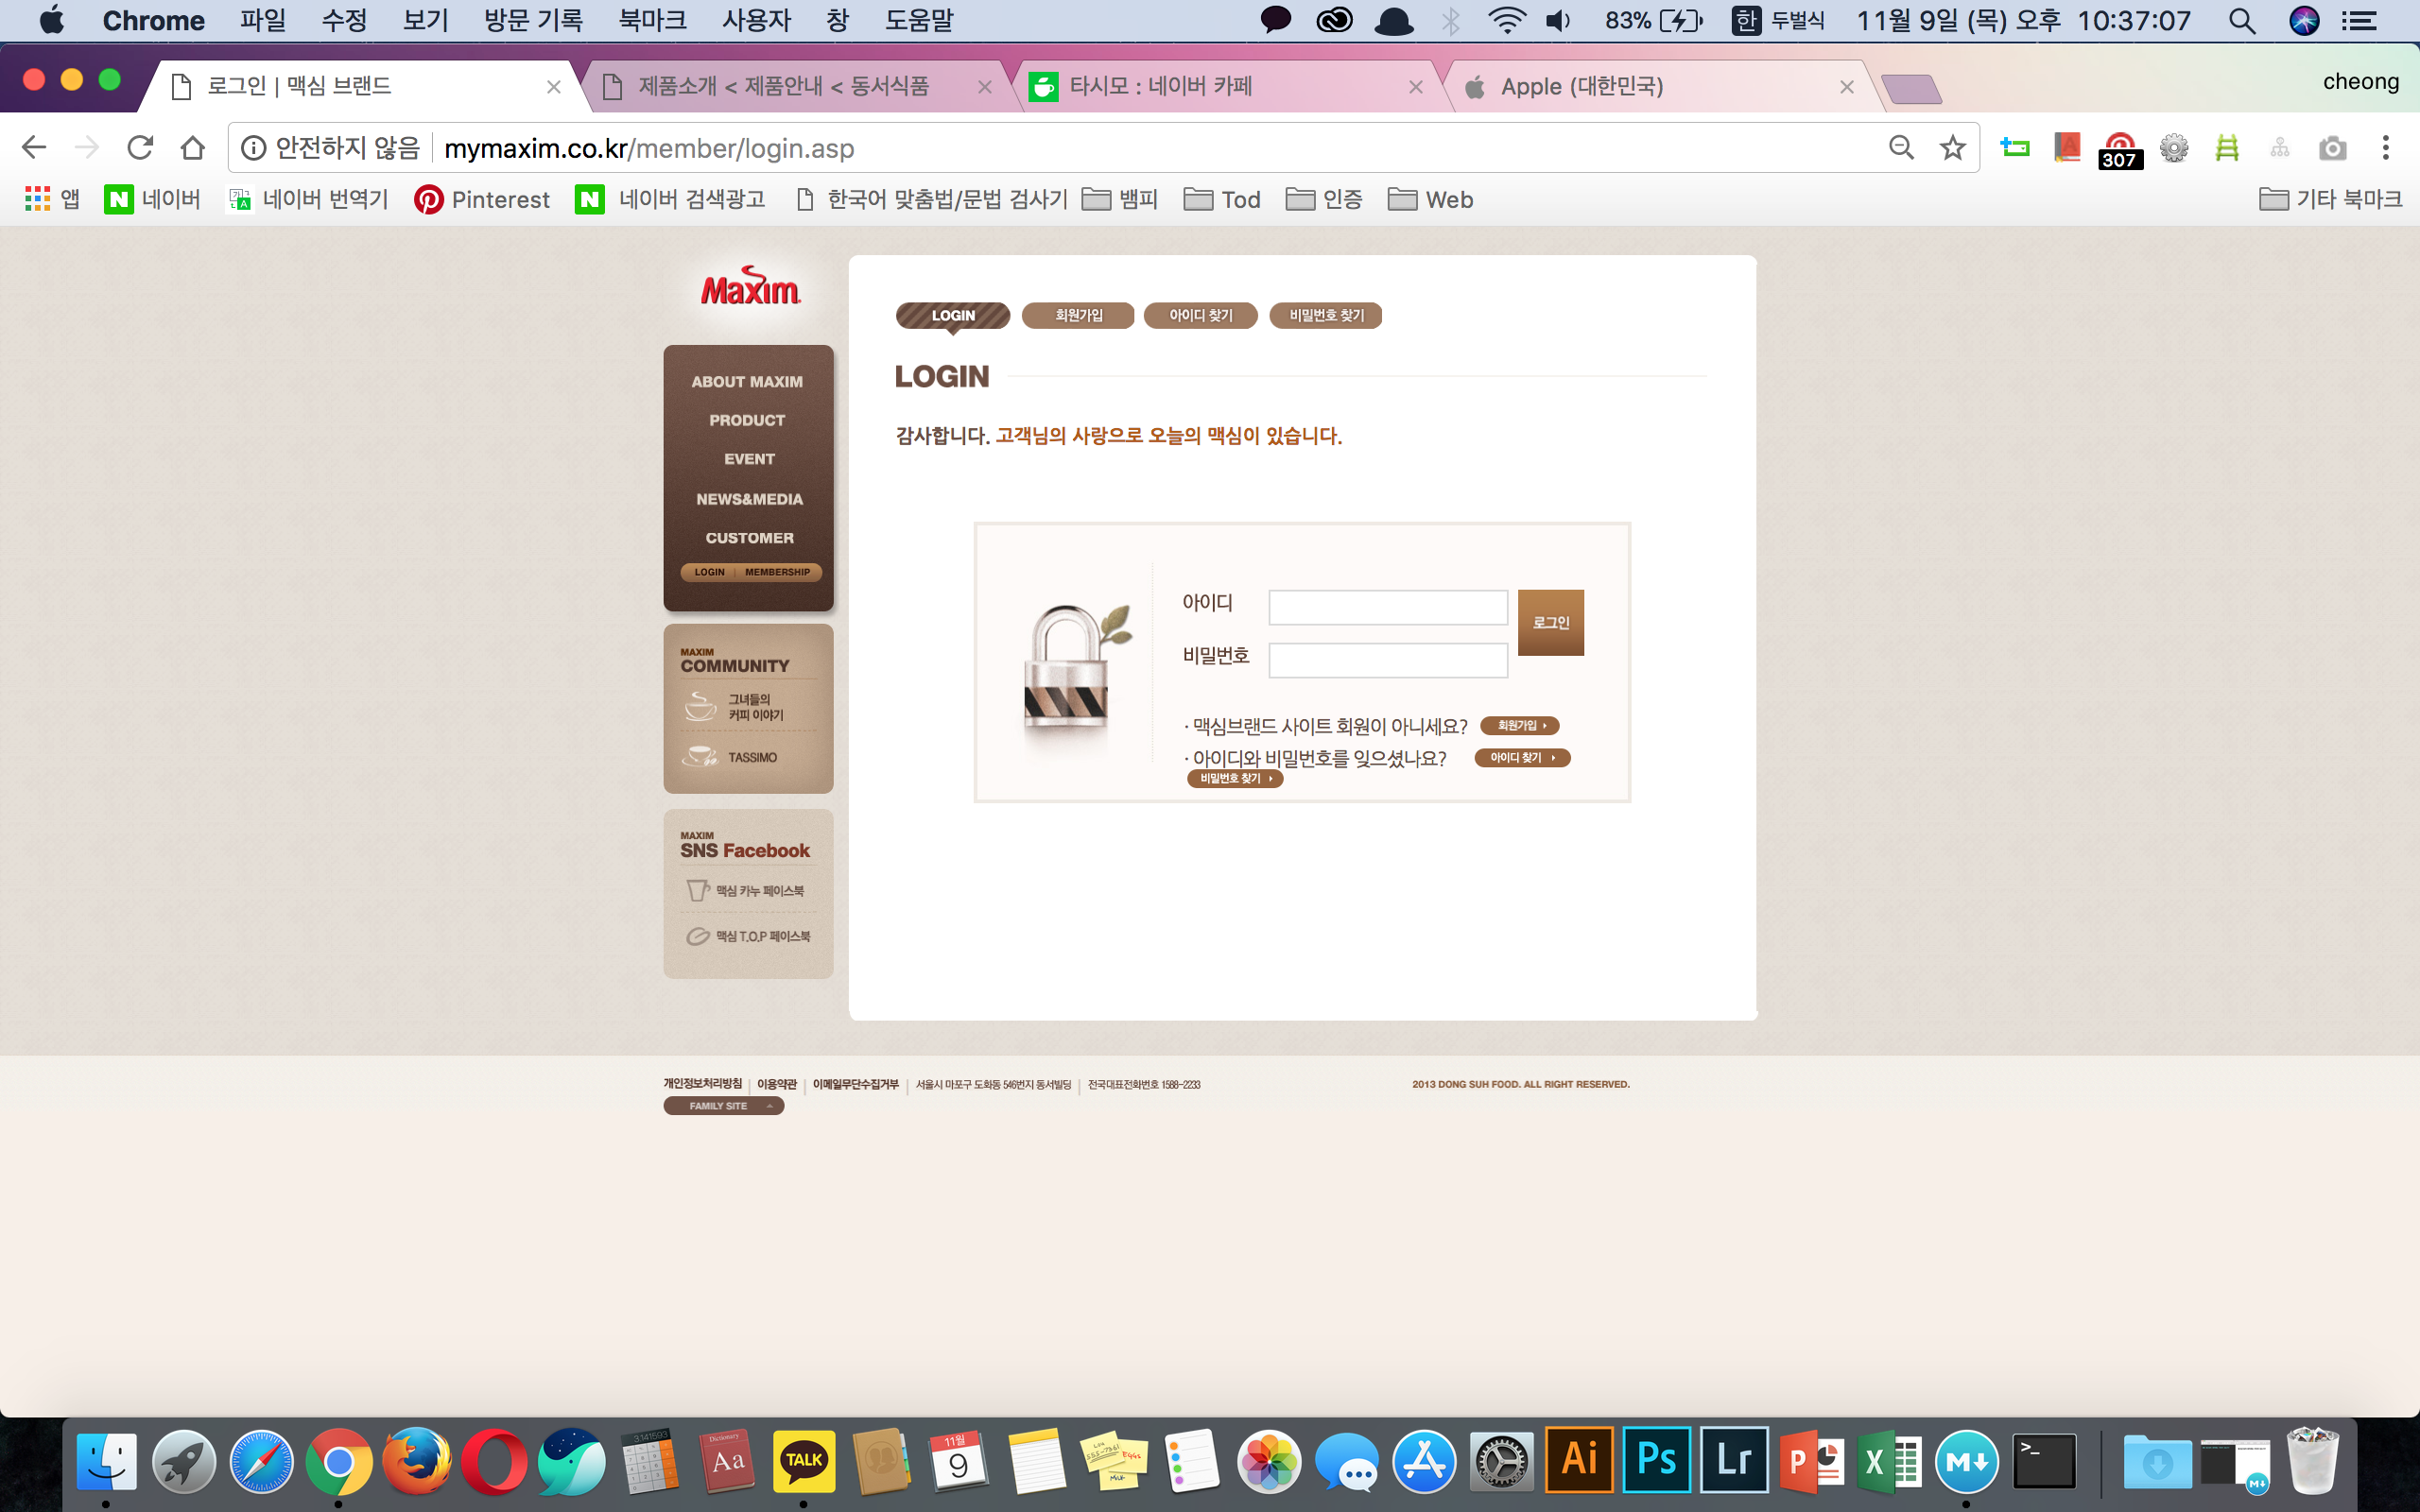 Chrome 파일 수정 보기 방문 기록 북마크 사용자 창 도움말 83% 한 두벌식 11월 9일 (목) 오후 10:37:07
로그인 | 맥심 브랜드 제품소개 < 제품안내 < 동서식품 타시모 : 네이버 카페 Apple (대한민국) cheong
안전하지 않음 mymaxim.co.kr/member/login.asp 307
앱 네이버 네이버 번역기 Pinterest 네이버 검색광고 한국어 맞춤법/문법 검사기 뱀피 Tod 인증 Web 기타 북마크
Maxim
ABOUT MAXIM
PRODUCT
EVENT
NEWS&MEDIA
CUSTOMER
LOGIN | MEMBERSHIP
MAXIM
COMMUNITY
그녀들의
커피 이야기
TASSIMO
MAXIM
SNS Facebook
맥심 카누 페이스북
맥심 T.O.P 페이스북
LOGIN 회원가입 아이디 찾기 비밀번호 찾기
LOGIN
감사합니다. 고객님의 사랑으로 오늘의 맥심이 있습니다.
아이디
비밀번호
로그인
· 맥심브랜드 사이트 회원이 아니세요? 회원가입
· 아이디와 비밀번호를 잊으셨나요? 아이디 찾기
비밀번호 찾기
개인정보처리방침 | 이용약관 | 이메일무단수집거부 | 서울시 마포구 도화동 546번지 동서빌딩 | 전국대표전화번호 1588-2233 2013 DONG SUH FOOD. ALL RIGHT RESERVED.
FAMILY SITE
3.141593 Dictionary Aa TALK 11월 9 Ai Ps Lr P X M